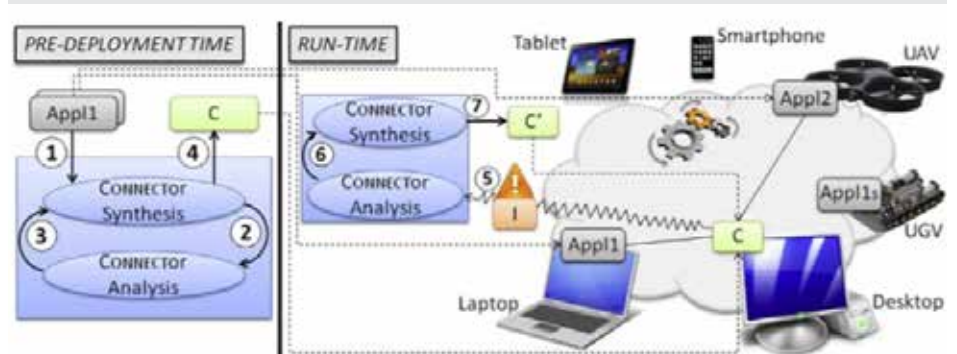 PRE-DEPLOYMENT TIME
RUN-TIME
Tablet
Smartphone
UAV
Appl1
C
1
4
CONNECTOR
Synthesis
3
2
CONNECTOR
Analysis
CONNECTOR
Synthesis
7
C'
6
CONNECTOR
Analysis
5
!
I
Appl2
Appl1s
UGV
Appl1
C
Laptop
Desktop